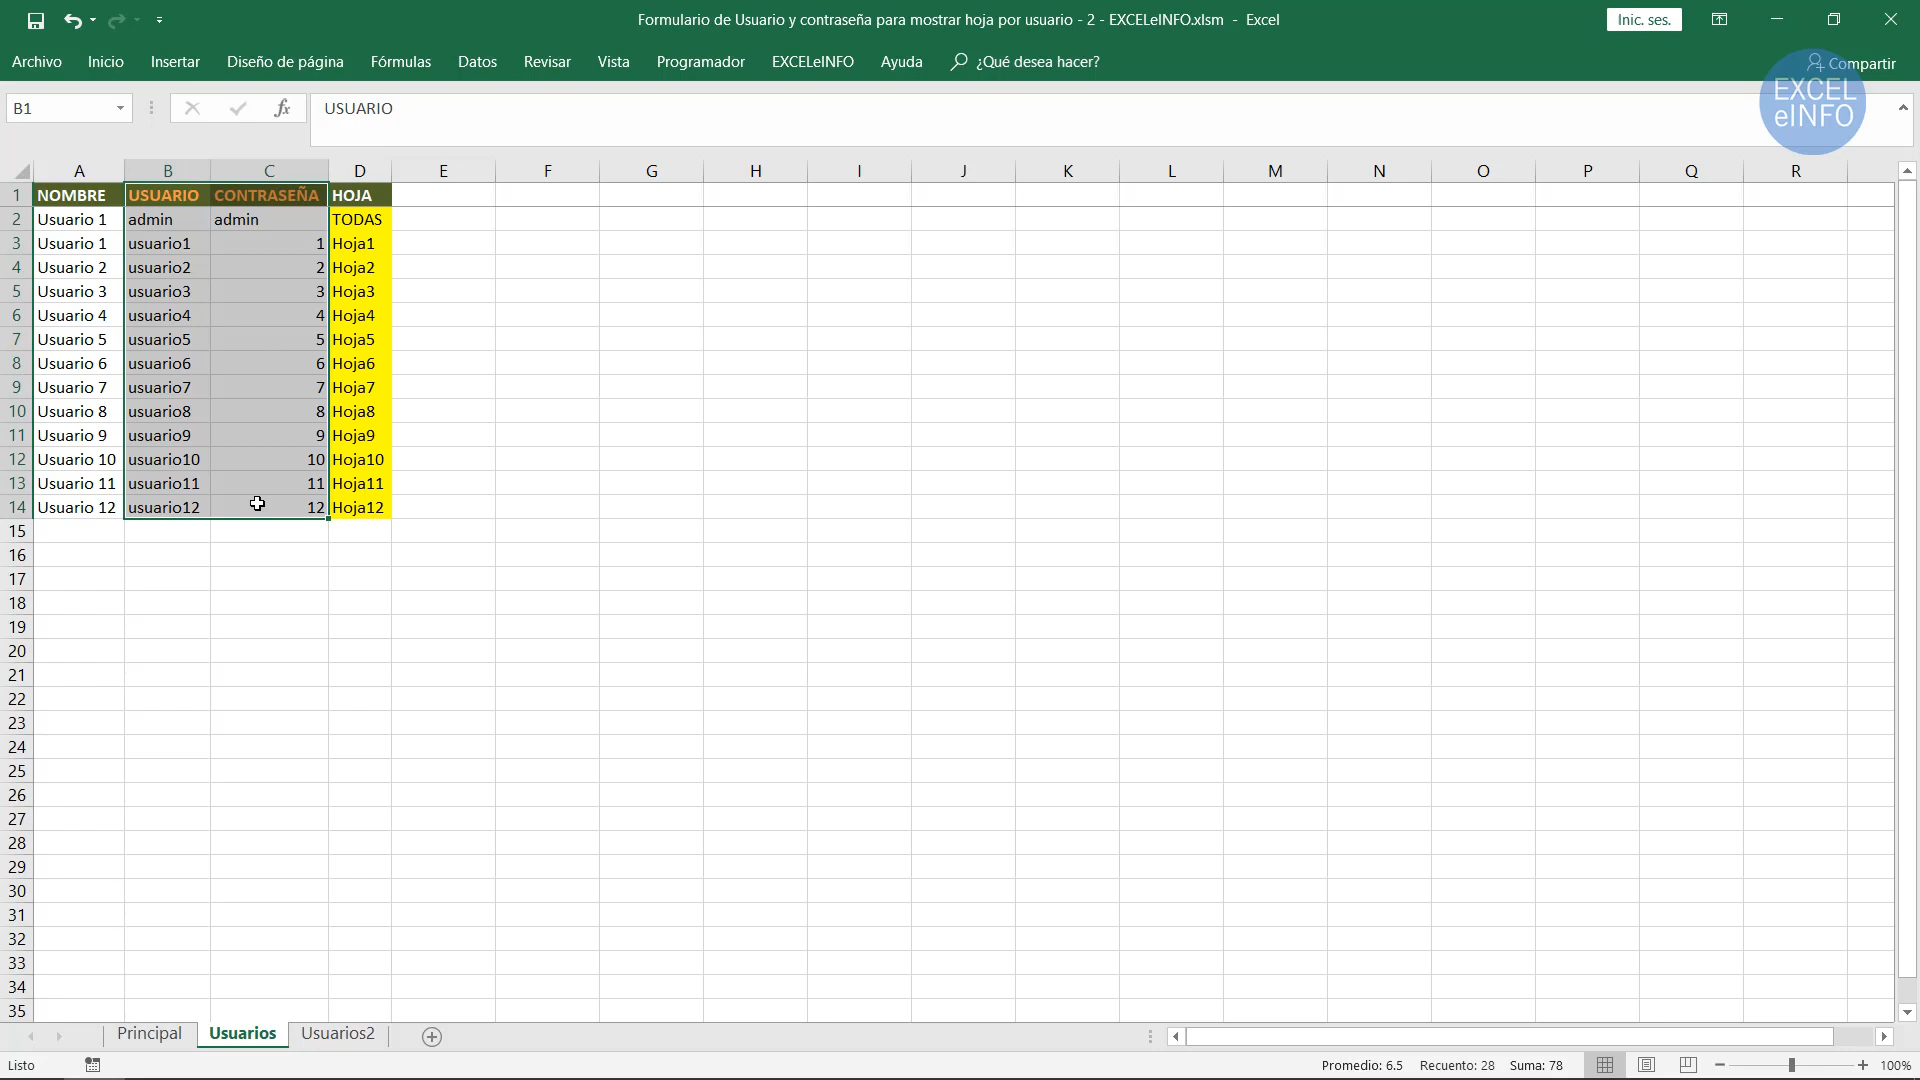 Formulario de Usuario y contraseña para mostrar hoja por usuario - 2 - EXCELeINFO.xlsm - Excel
Inic. ses.
Archivo Inicio Insertar Diseño de página Fórmulas Datos Revisar Vista Programador EXCELeINFO Ayuda ¿Qué desea hacer? Compartir
EXCEL
eINFO
B1 fx USUARIO
A B C D E F G H I J K L M N O P Q R
1 NOMBRE USUARIO CONTRASEÑA HOJA
2 Usuario 1 admin admin TODAS
3 Usuario 1 usuario1 1 Hoja1
4 Usuario 2 usuario2 2 Hoja2
5 Usuario 3 usuario3 3 Hoja3
6 Usuario 4 usuario4 4 Hoja4
7 Usuario 5 usuario5 5 Hoja5
8 Usuario 6 usuario6 6 Hoja6
9 Usuario 7 usuario7 7 Hoja7
10 Usuario 8 usuario8 8 Hoja8
11 Usuario 9 usuario9 9 Hoja9
12 Usuario 10 usuario10 10 Hoja10
13 Usuario 11 usuario11 11 Hoja11
14 Usuario 12 usuario12 12 Hoja12
15
16
17
18
19
20
21
22
23
24
25
26
27
28
29
30
31
32
33
34
35
Principal Usuarios Usuarios2
Listo Promedio: 6.5 Recuento: 28 Suma: 78 100%